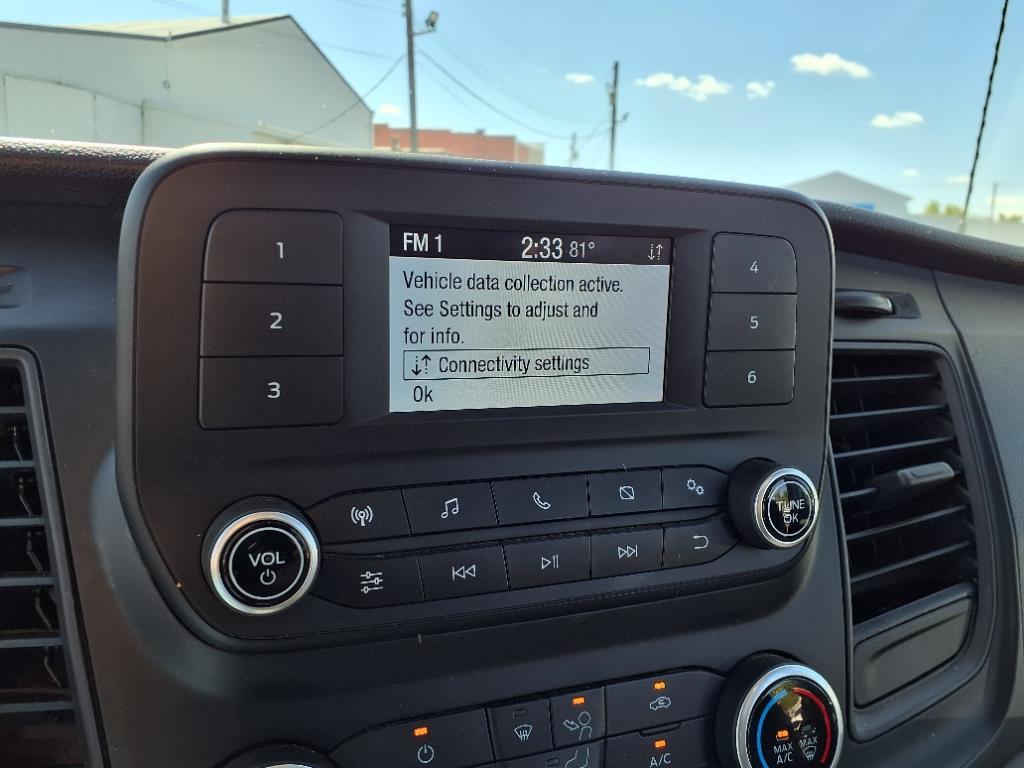 FM 1 2:33 81°
Vehicle data collection active.
See Settings to adjust and
for info.
Connectivity settings
Ok
1
2
3
4
5
6
VOL
TUNE
OK
A/C
MAX
A/C
MAX